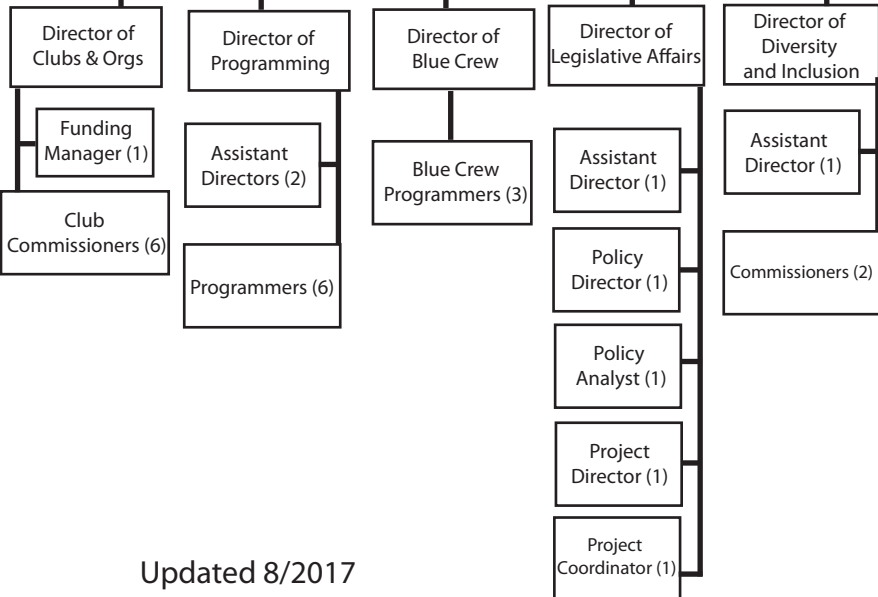 Director of
Clubs & Orgs
Funding
Manager (1)
Club
Commissioners (6)
Director of
Programming
Assistant
Directors (2)
Programmers (6)
Director of
Blue Crew
Blue Crew
Programmers (3)
Director of
Legislative Affairs
Assistant
Director (1)
Policy
Director (1)
Policy
Analyst (1)
Project
Director (1)
Project
Coordinator (1)
Director of
Diversity
and Inclusion
Assistant
Director (1)
Commissioners (2)
Updated 8/2017